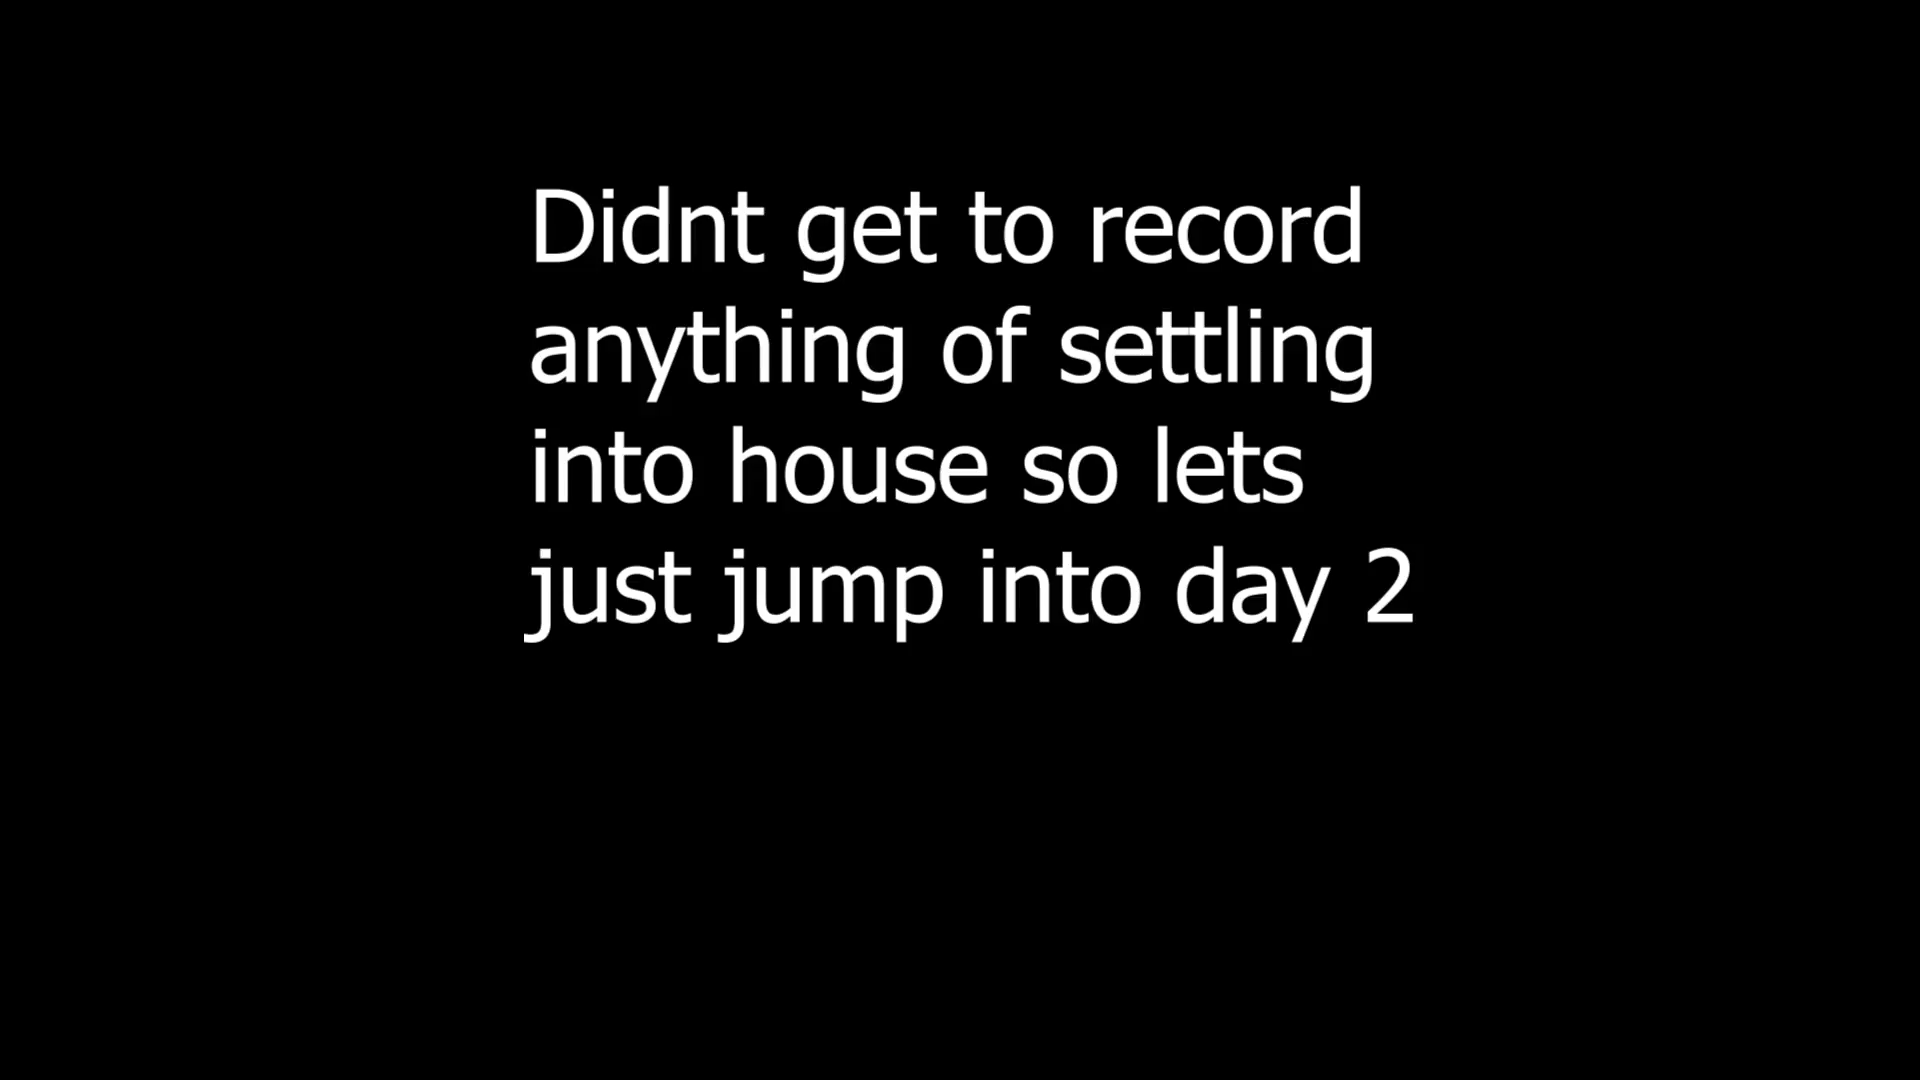 Didnt get to record
anything of settling
into house so lets
just jump into day 2